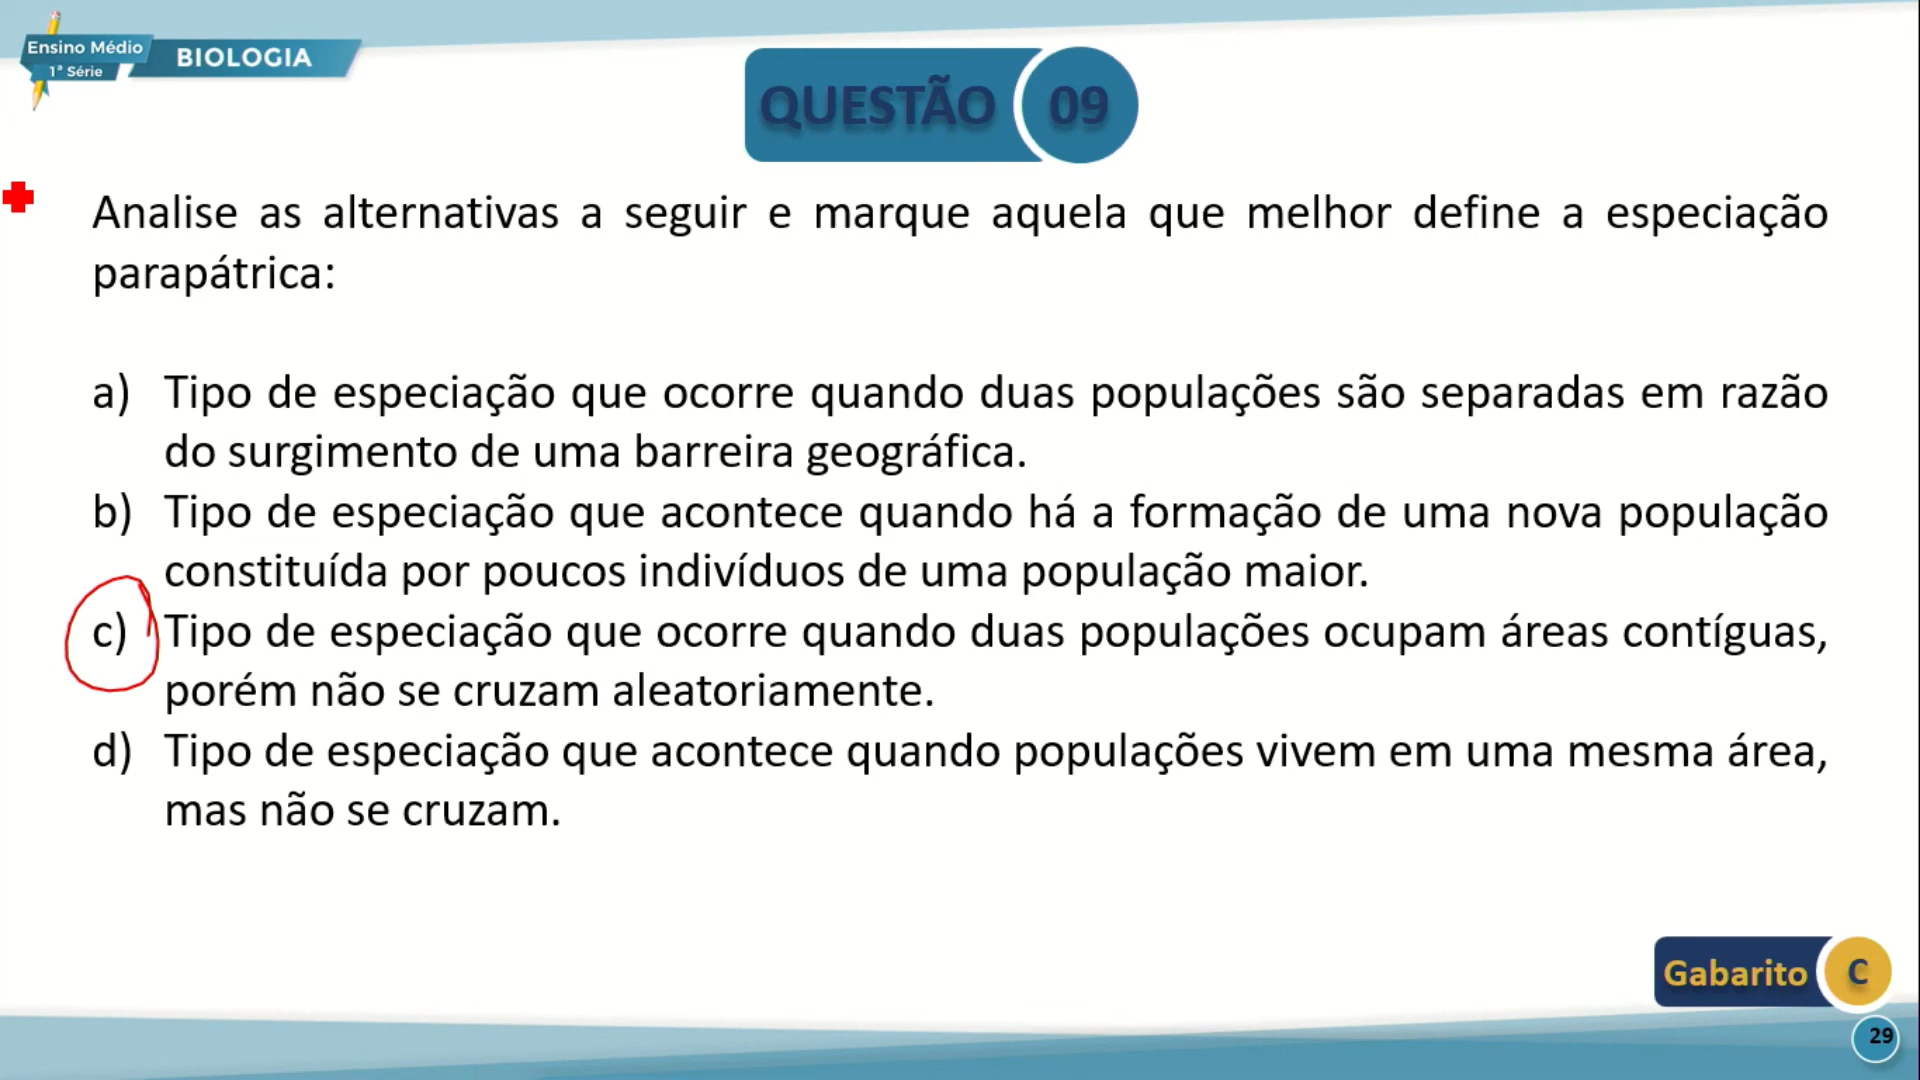 Ensino Médio
1ª Série
BIOLOGIA
QUESTÃO 09
Analise as alternativas a seguir e marque aquela que melhor define a especiação
parapátrica:
a) Tipo de especiação que ocorre quando duas populações são separadas em razão
do surgimento de uma barreira geográfica.
b) Tipo de especiação que acontece quando há a formação de uma nova população
constituída por poucos indivíduos de uma população maior.
c) Tipo de especiação que ocorre quando duas populações ocupam áreas contíguas,
porém não se cruzam aleatoriamente.
d) Tipo de especiação que acontece quando populações vivem em uma mesma área,
mas não se cruzam.
Gabarito C
29